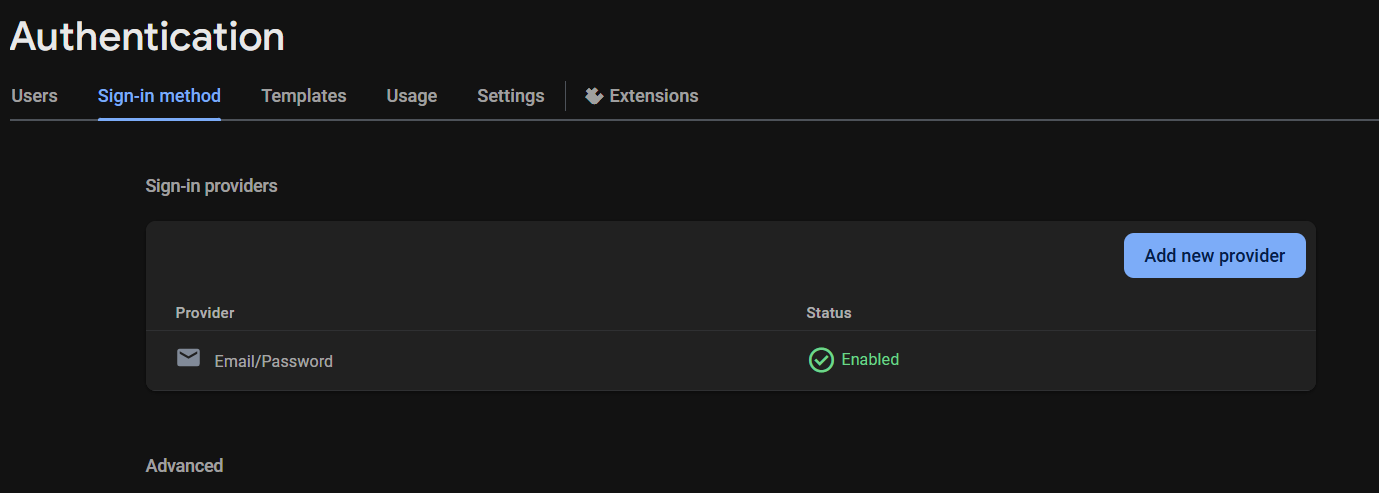 Authentication
Users Sign-in method Templates Usage Settings Extensions
Sign-in providers
Add new provider
Provider Status
Email/Password Enabled
Advanced